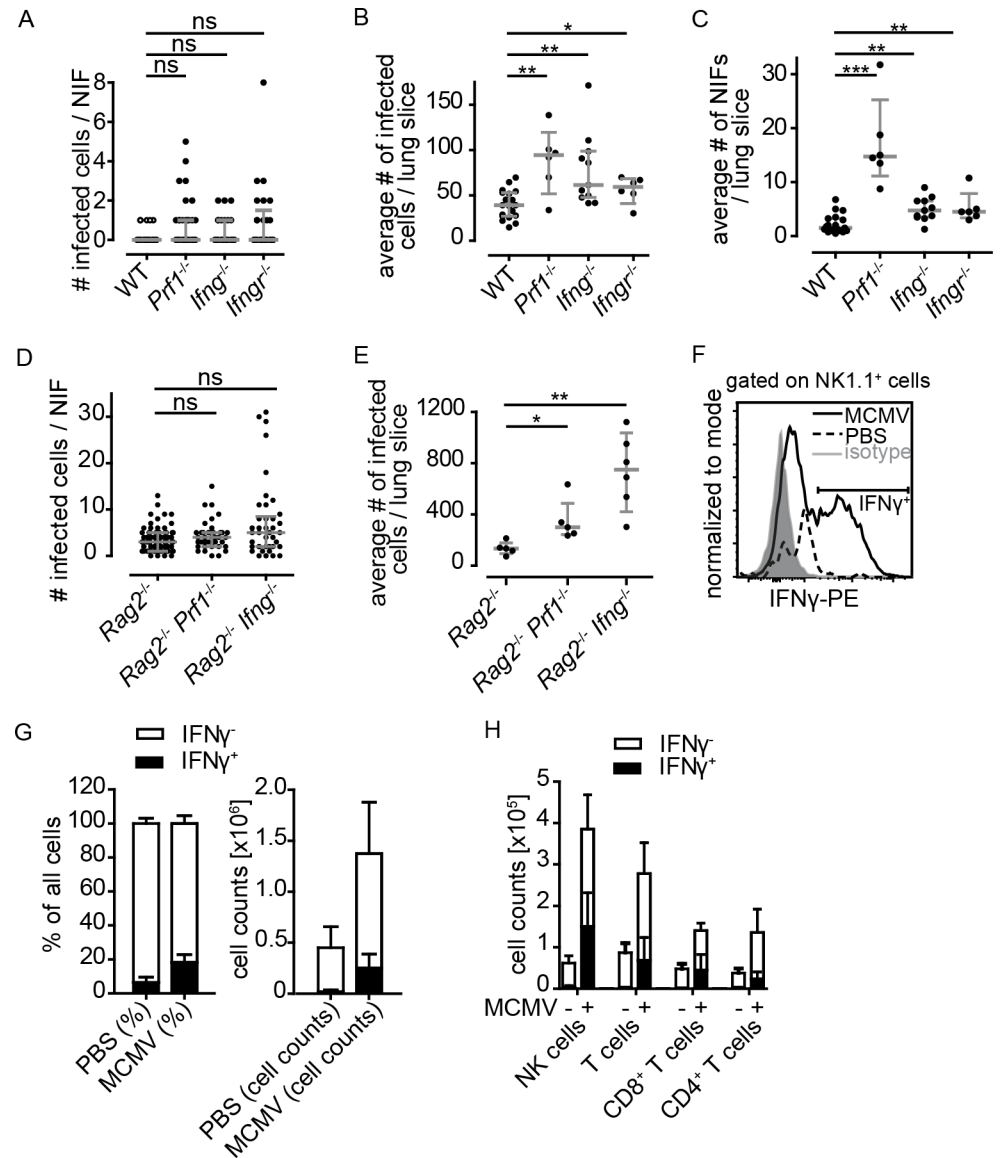 A
ns
ns
ns
# infected cells / NIF
8
6
4
2
0
WT
Prf1-/-
Ifng-/-
Ifngr-/-
B
*
**
**
average # of infected
cells / lung slice
150
100
50
0
WT
Prf1-/-
Ifng-/-
Ifngr-/-
C
**
**
***
average # of NIFs
/ lung slice
30
20
10
0
WT
Prf1-/-
Ifng-/-
Ifngr-/-
D
ns
ns
# infected cells / NIF
30
20
10
0
Rag2-/-
Rag2-/- Prf1-/-
Rag2-/- Ifng-/-
E
**
*
average # of infected
cells / lung slice
1200
800
400
0
Rag2-/-
Rag2-/- Prf1-/-
Rag2-/- Ifng-/-
F
gated on NK1.1+ cells
normalized to mode
MCMV
PBS
isotype
IFNγ+
IFNγ-PE
G
IFNγ-
IFNγ+
% of all cells
120
100
80
60
40
20
0
PBS (%)
MCMV (%)
cell counts [x10⁶]
2.0
1.5
1.0
0.5
0
PBS (cell counts)
MCMV (cell counts)
H
IFNγ-
IFNγ+
cell counts [x10⁵]
5
4
3
2
1
0
MCMV - + - + - + - +
NK cells
T cells
CD8+ T cells
CD4+ T cells